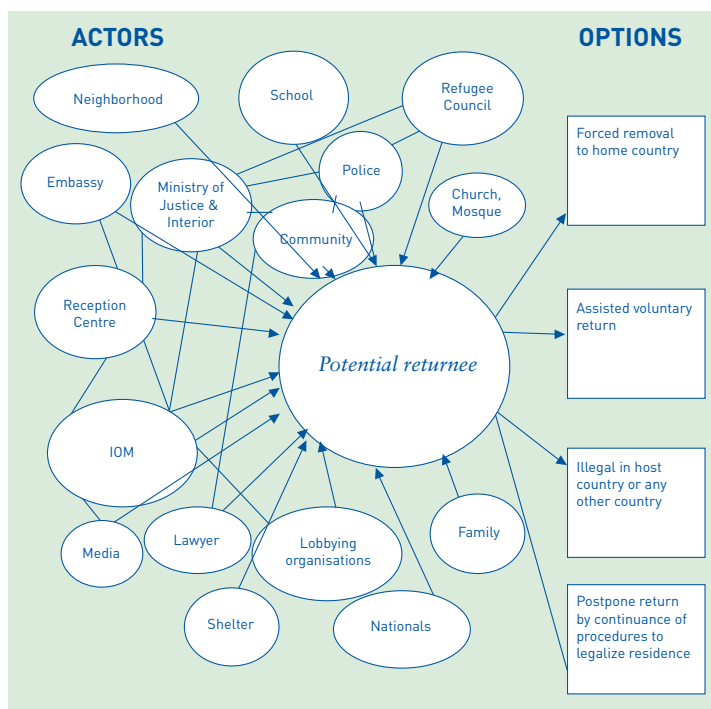 ACTORS
OPTIONS
Neighborhood
School
Refugee
Council
Forced removal
to home country
Embassy
Ministry of
Justice &
Interior
Police
Church,
Mosque
Community
Reception
Centre
Assisted voluntary
return
Potential returnee
IOM
Illegal in host
country or any
other country
Media
Lawyer
Lobbying
organisations
Family
Shelter
Nationals
Postpone return
by continuance of
procedures to
legalize residence